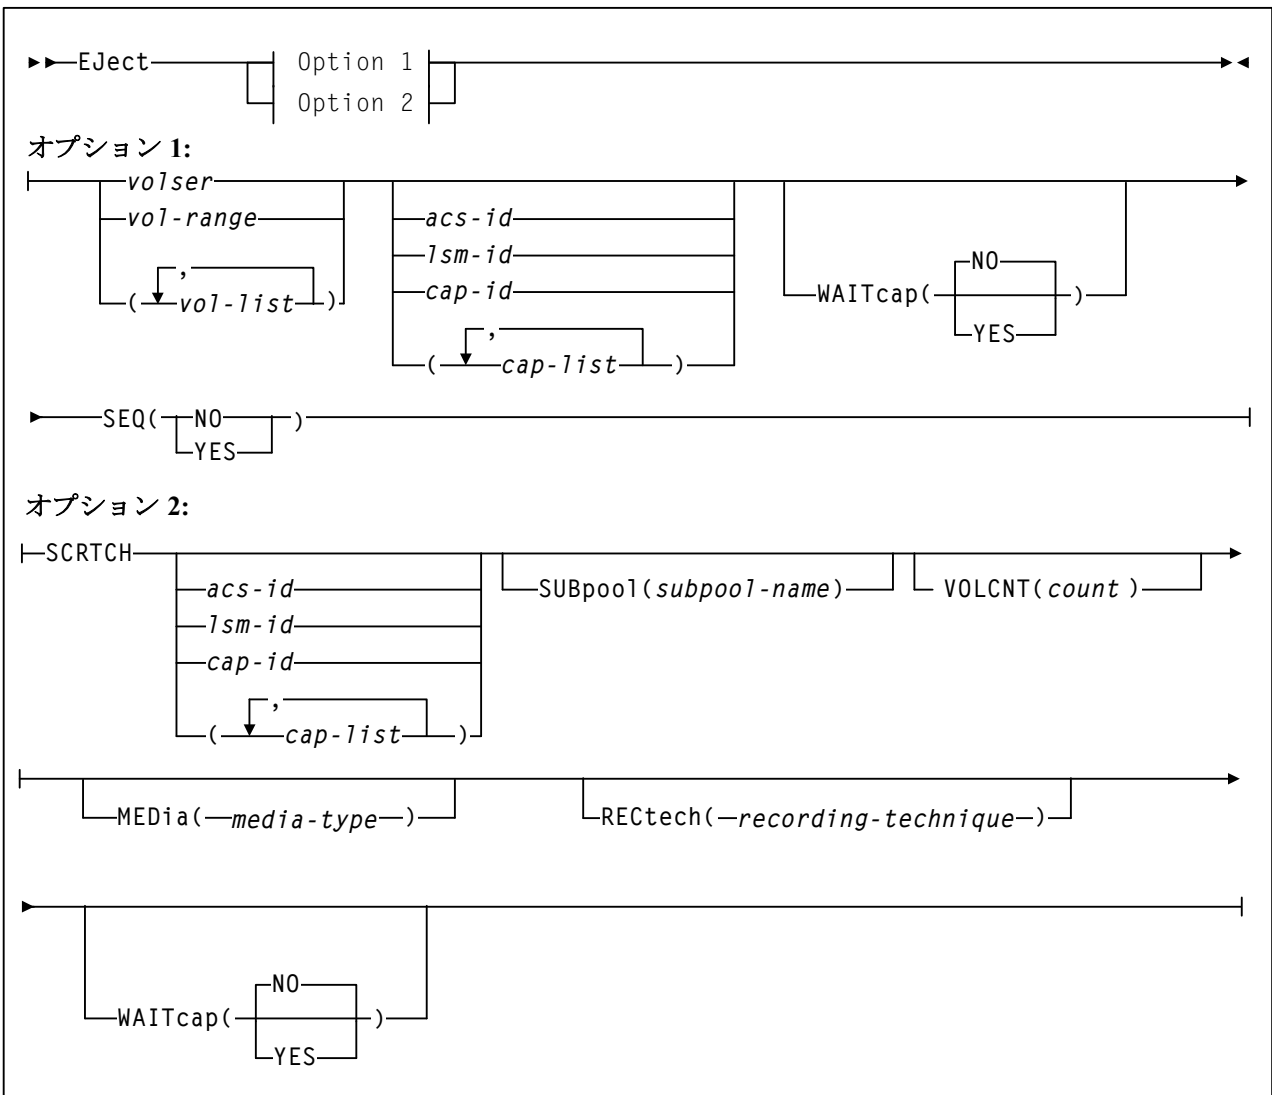 EJect Option 1
Option 2
オプション 1:
volser
vol-range
,
( vol-list )
acs-id
lsm-id
cap-id
,
( cap-list )
WAITcap( NO )
YES
SEQ( NO )
YES
オプション 2:
SCRTCH
acs-id
lsm-id
cap-id
,
( cap-list )
SUBpool(subpool-name)
VOLCNT(count )
MEDia( media-type )
RECtech( recording-technique )
WAITcap( NO )
YES